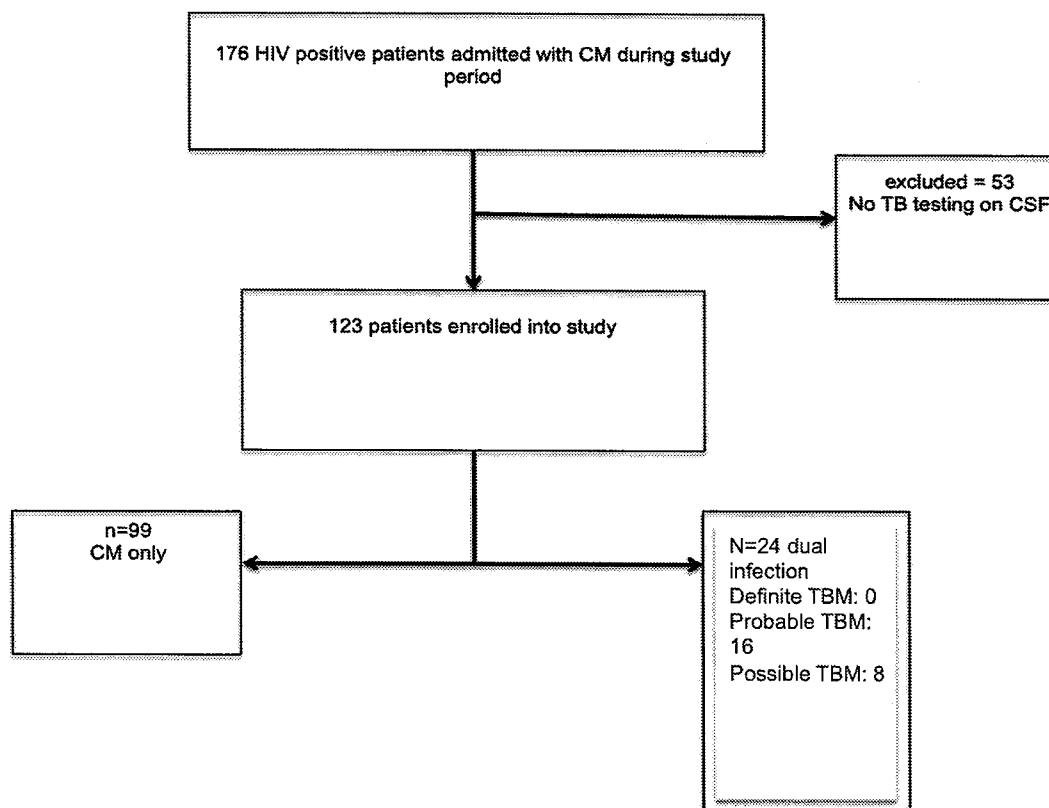 176 HIV positive patients admitted with CM during study
period
excluded = 53
No TB testing on CSF
123 patients enrolled into study
n=99
CM only
N=24 dual
infection
Definite TBM: 0
Probable TBM:
16
Possible TBM: 8